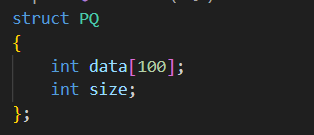 struct PQ
{
    int data[100];
    int size;
};